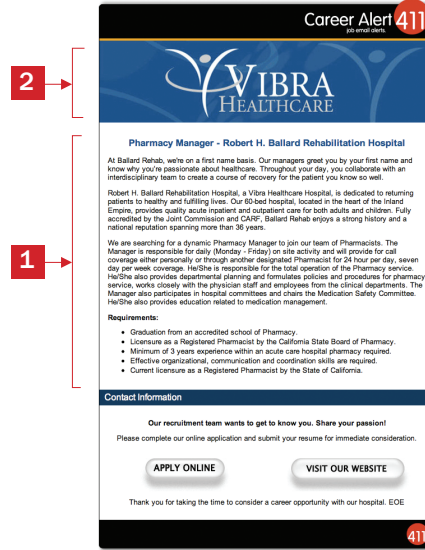 Career Alert 411
job email alerts.
2
VIBRA
HEALTHCARE
Pharmacy Manager - Robert H. Ballard Rehabilitation Hospital
At Ballard Rehab, we're on a first name basis. Our managers greet you by your first name and
know why you're passionate about healthcare. Throughout your day, you collaborate with an
interdisciplinary team to create a course of recovery for the patient you know so well.
Robert H. Ballard Rehabilitation Hospital, a Vibra Healthcare Hospital, is dedicated to returning
patients to healthy and fulfilling lives. Our 60-bed hospital, located in the heart of the Inland
Empire, provides quality acute inpatient and outpatient care for both adults and children. Fully
accredited by the Joint Commission and CARF, Ballard Rehab enjoys a strong history and a
national reputation spanning more than 36 years.
1
We are searching for a dynamic Pharmacy Manager to join our team of Pharmacists. The
Manager is responsible for daily (Monday - Friday) on site activity and will provide for call
coverage either personally or through another designated Pharmacist for 24 hour per day, seven
day per week coverage. He/She is responsible for the total operation of the Pharmacy service.
He/She also provides departmental planning and formulates policies and procedures for pharmacy
service, works closely with the physician staff and employees from the clinical departments. The
Manager also participates in hospital committees and chairs the Medication Safety Committee.
He/She also provides education related to medication management.
Requirements:
• Graduation from an accredited school of Pharmacy.
• Licensure as a Registered Pharmacist by the California State Board of Pharmacy.
• Minimum of 3 years experience within an acute care hospital pharmacy required.
• Effective organizational, communication and coordination skills are required.
• Current licensure as a Registered Pharmacist by the State of California.
Contact Information
Our recruitment team wants to get to know you. Share your passion!
Please complete our online application and submit your resume for immediate consideration.
APPLY ONLINE
VISIT OUR WEBSITE
Thank you for taking the time to consider a career opportunity with our hospital. EOE
411